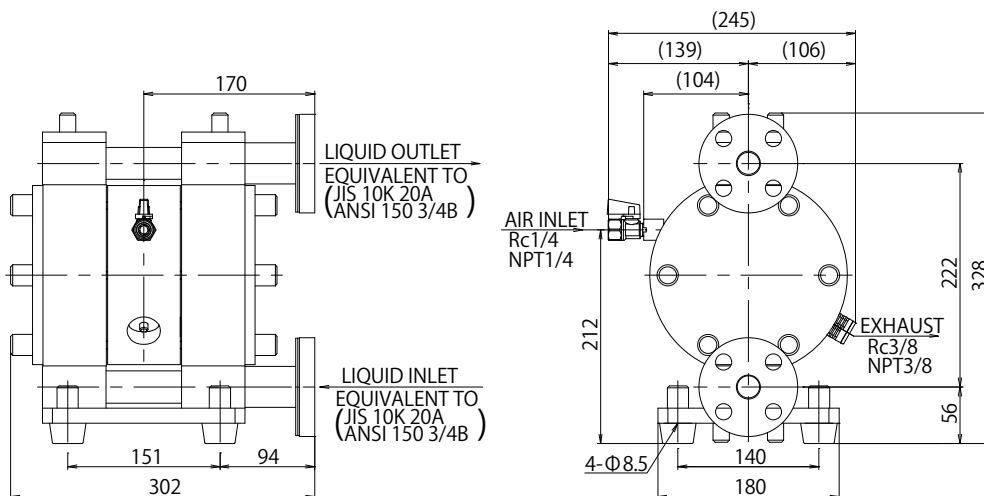 170
LIQUID OUTLET
EQUIVALENT TO
(JIS 10K 20A
ANSI 150 3/4B)
LIQUID INLET
EQUIVALENT TO
(JIS 10K 20A
ANSI 150 3/4B)
151
94
302
(245)
(139)
(106)
(104)
AIR INLET
Rc1/4
NPT1/4
212
222
328
EXHAUST
Rc3/8
NPT3/8
56
4-Φ8.5
140
180